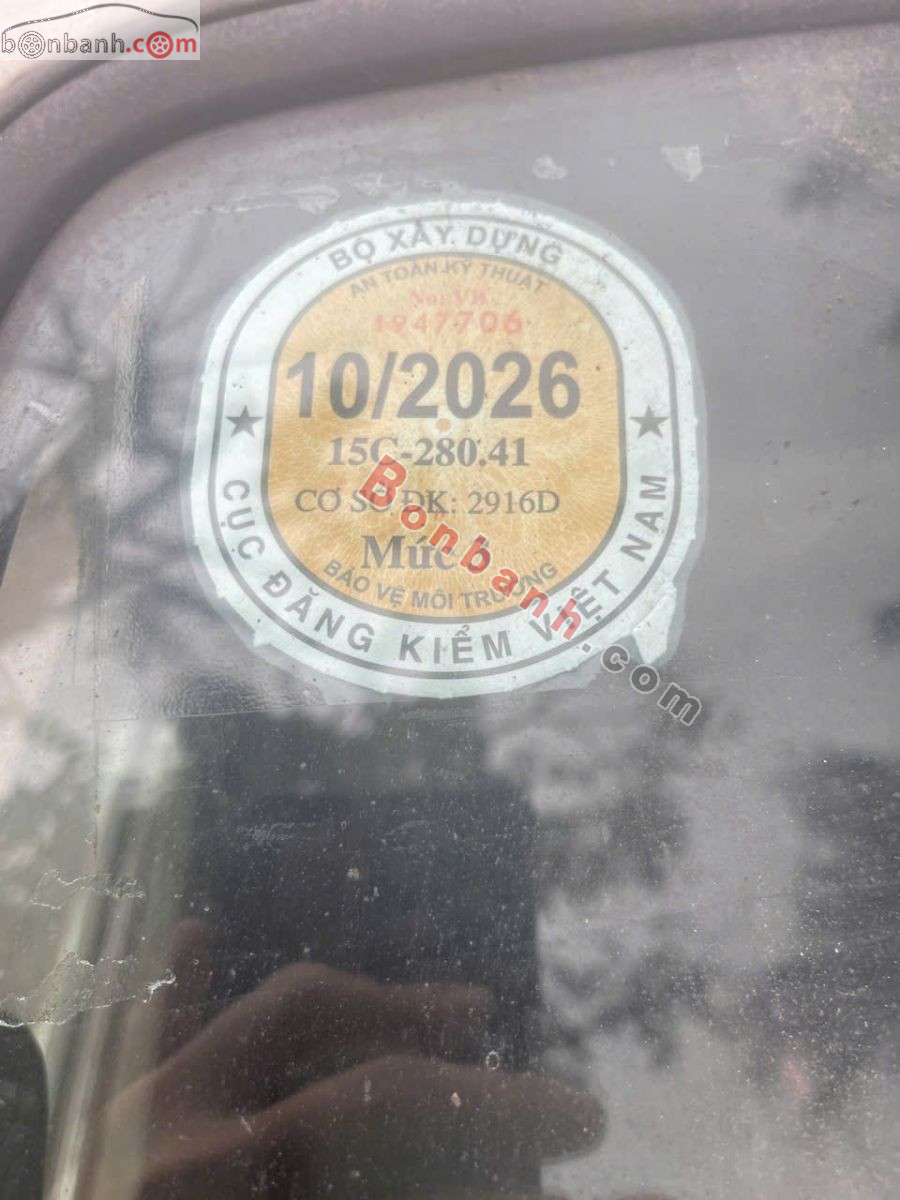 bonbanh.com
BỘ XÂY DỰNG
AN TOÀN KỸ THUẬT
No: VB
1947706
10/2026
15C-280.41
CƠ SỞ ĐK: 2916D
Mức
BẢO VỆ MÔI TRƯỜNG
CỤC ĐĂNG KIỂM VIỆT NAM
Bonbanh.com